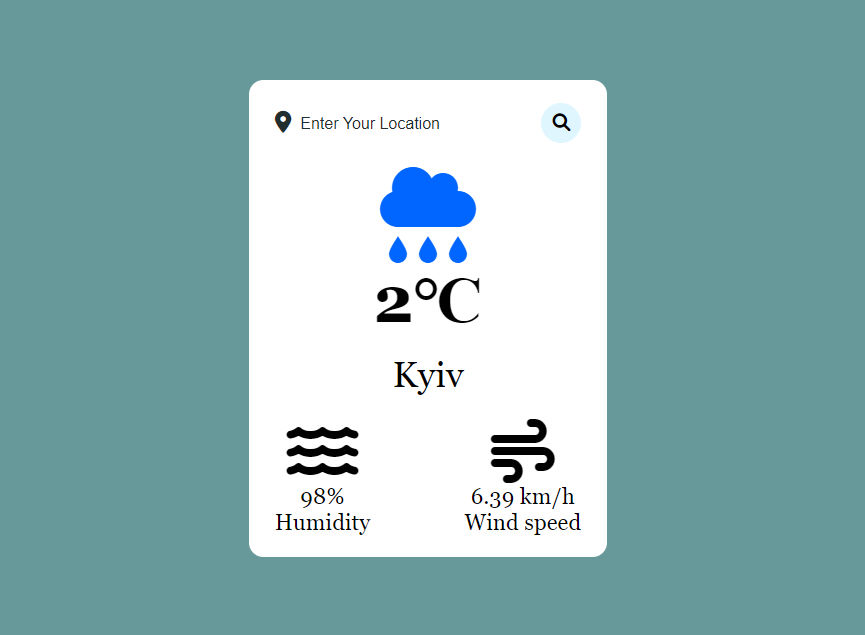 Enter Your Location
2°C
Kyiv
98%
Humidity
6.39 km/h
Wind speed